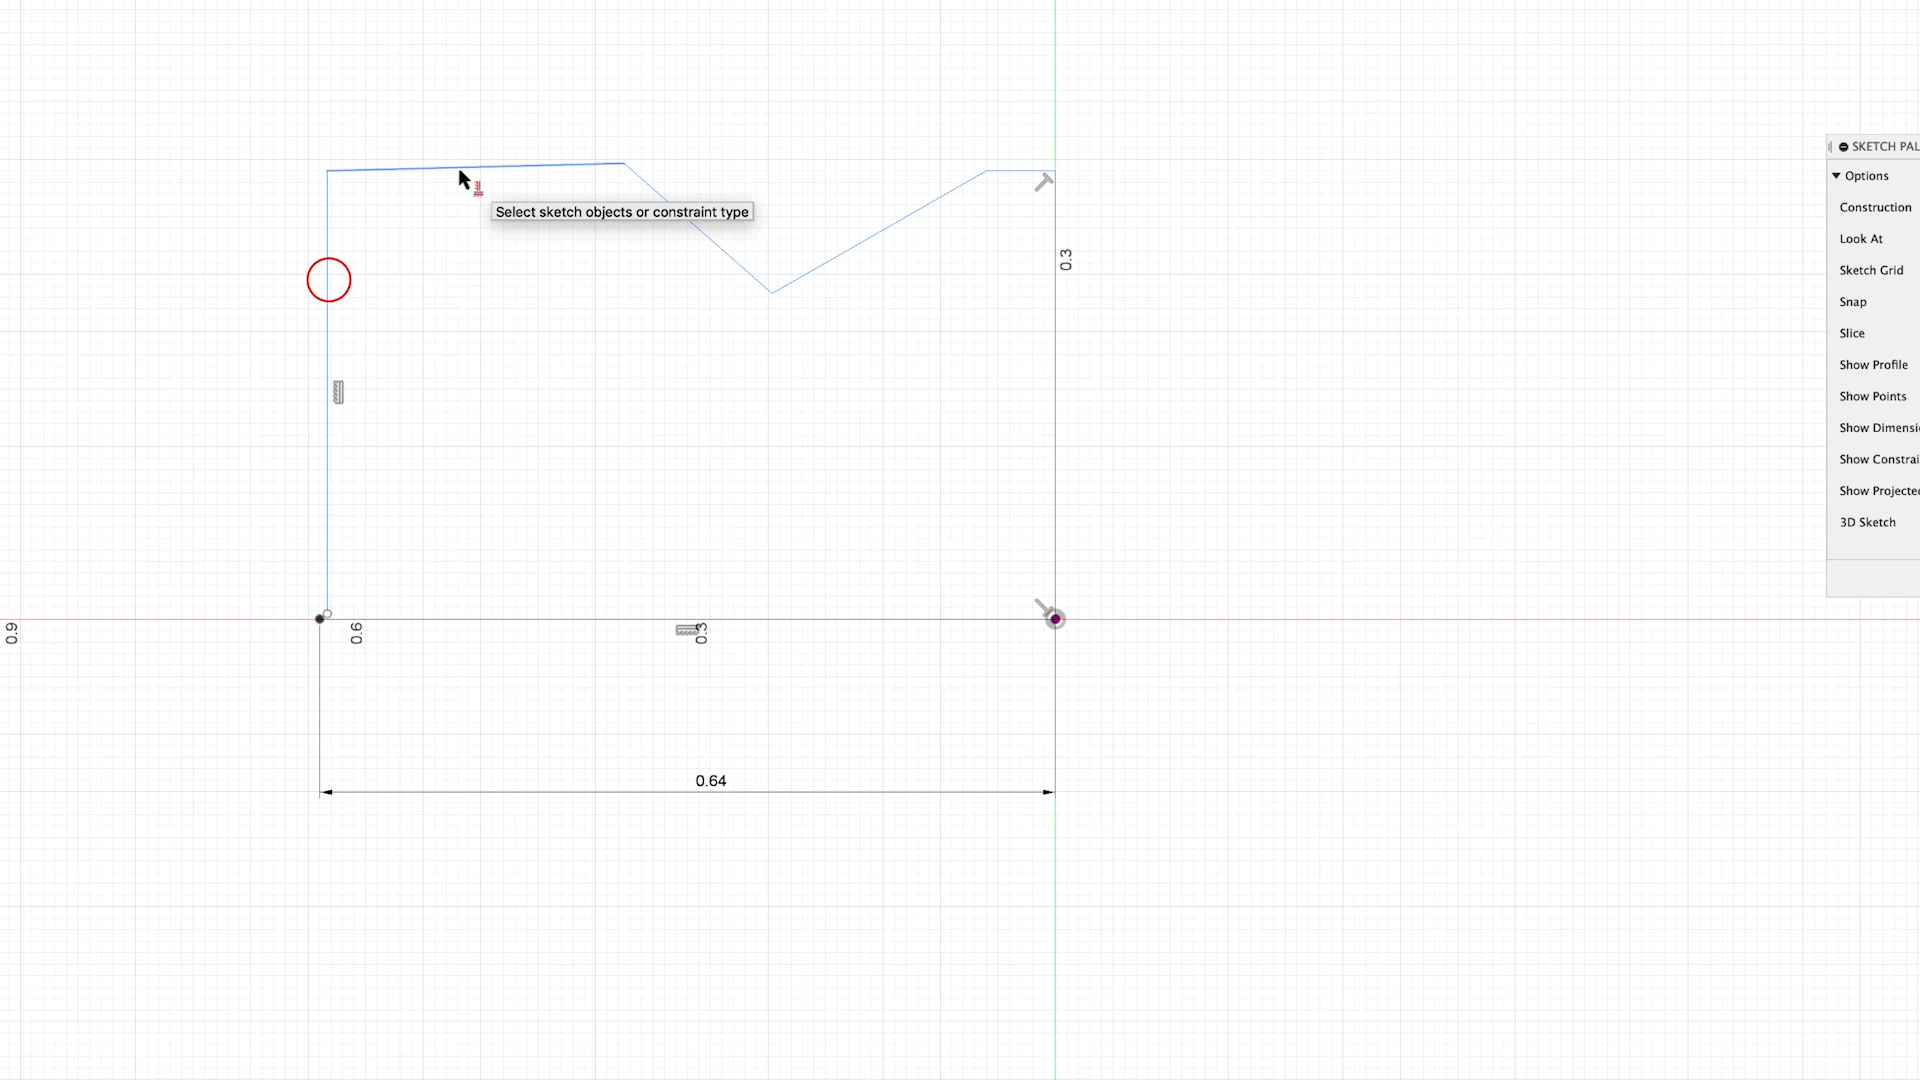 SKETCH PAL
Options
Construction
Look At
Sketch Grid
Snap
Slice
Show Profile
Show Points
Show Dimensi
Show Constrai
Show Projected
3D Sketch
Select sketch objects or constraint type
0.3
0.9
0.6
0.3
0.64